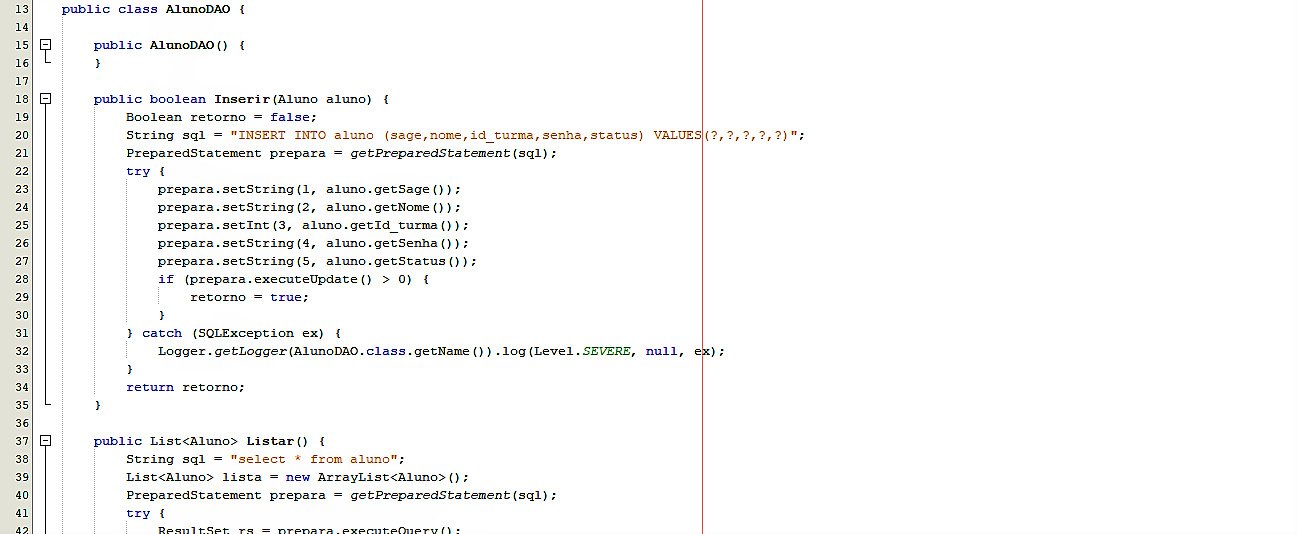 13 public class AlunoDAO {
14
15 public AlunoDAO() {
16 }
17
18 public boolean Inserir(Aluno aluno) {
19 Boolean retorno = false;
20 String sql = "INSERT INTO aluno (sage,nome,id_turma,senha,status) VALUES(?,?,?,?,?)";
21 PreparedStatement prepara = getPreparedStatement(sql);
22 try {
23 prepara.setString(1, aluno.getSage());
24 prepara.setString(2, aluno.getNome());
25 prepara.setInt(3, aluno.getId_turma());
26 prepara.setString(4, aluno.getSenha());
27 prepara.setString(5, aluno.getStatus());
28 if (prepara.executeUpdate() > 0) {
29 retorno = true;
30 }
31 } catch (SQLException ex) {
32 Logger.getLogger(AlunoDAO.class.getName()).log(Level.SEVERE, null, ex);
33 }
34 return retorno;
35 }
36
37 public List<Aluno> Listar() {
38 String sql = "select * from aluno";
39 List<Aluno> lista = new ArrayList<Aluno>();
40 PreparedStatement prepara = getPreparedStatement(sql);
41 try {
42 ResultSet rs = prepara.executeQuery();